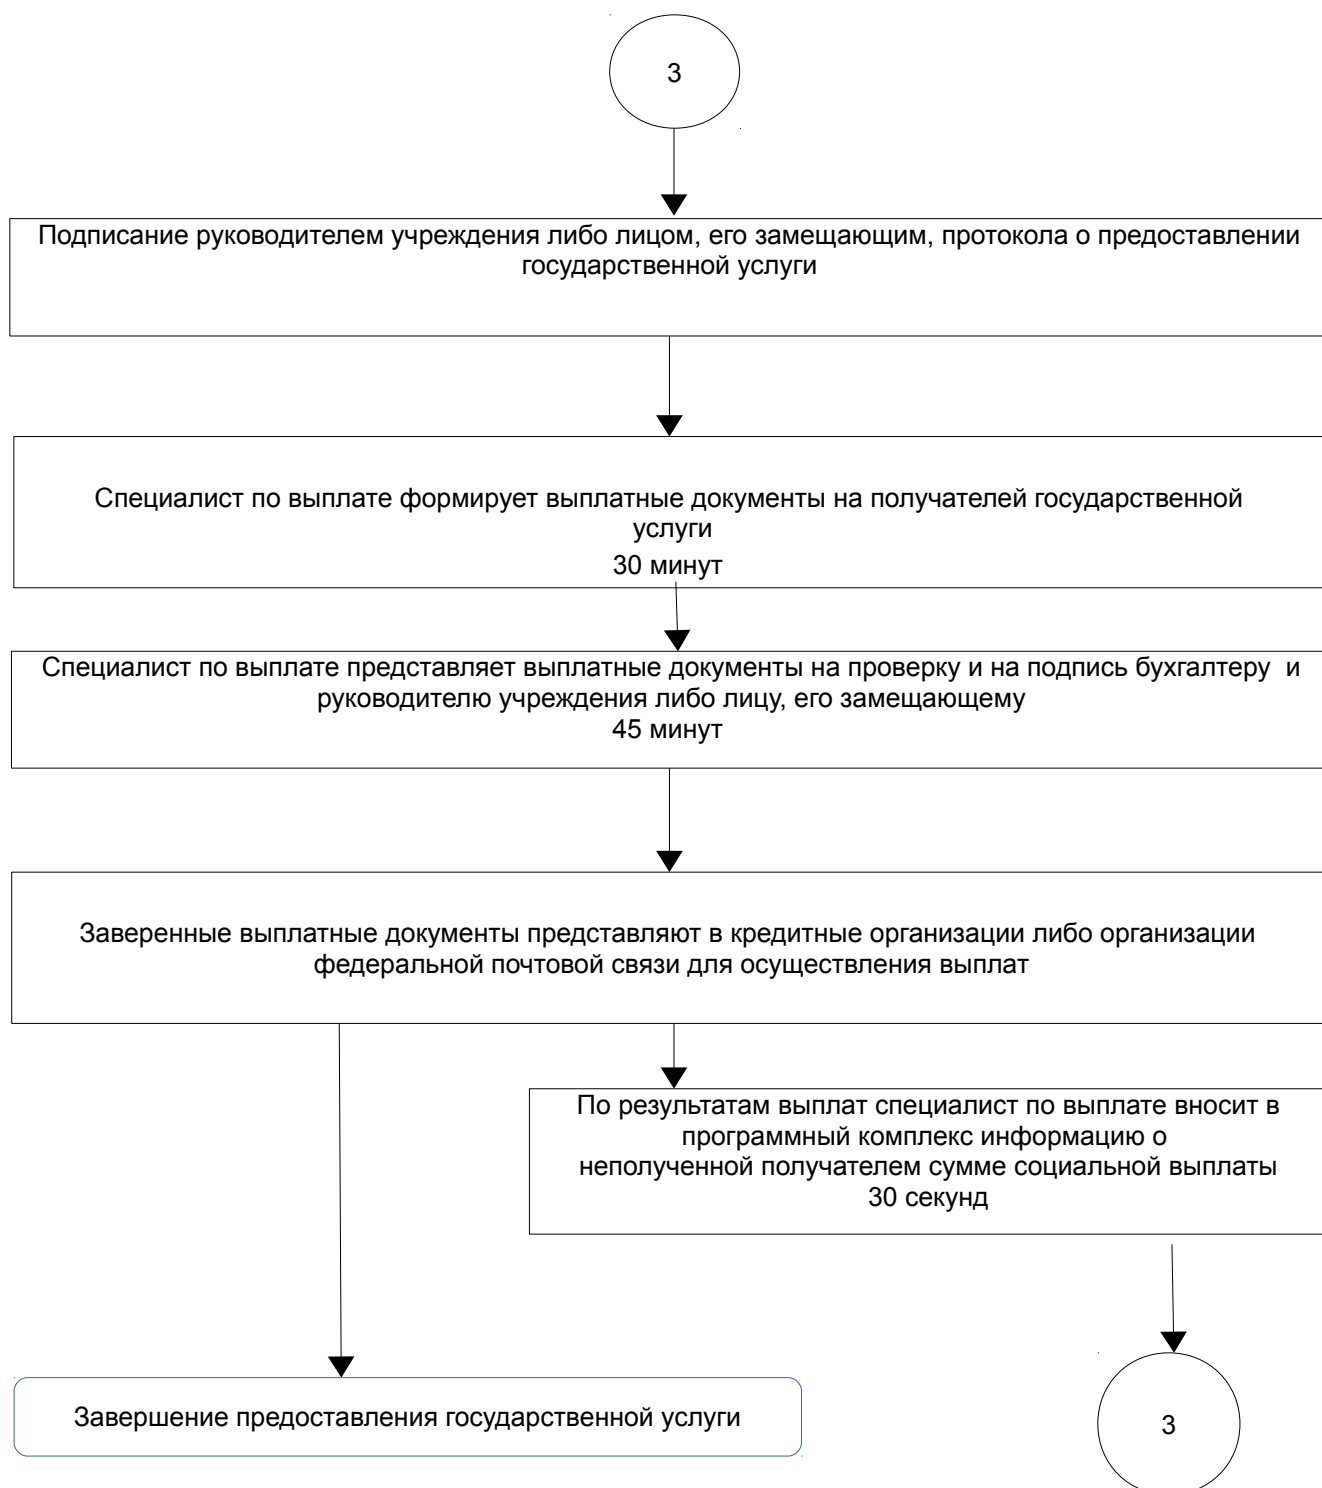 3
Подписание руководителем учреждения либо лицом, его замещающим, протокола о предоставлении
государственной услуги
Специалист по выплате формирует выплатные документы на получателей государственной
услуги
30 минут
Специалист по выплате представляет выплатные документы на проверку и на подпись бухгалтеру  и
руководителю учреждения либо лицу, его замещающему
45 минут
Заверенные выплатные документы представляют в кредитные организации либо организации
федеральной почтовой связи для осуществления выплат
По результатам выплат специалист по выплате вносит в
программный комплекс информацию о
неполученной получателем сумме социальной выплаты
30 секунд
Завершение предоставления государственной услуги
3